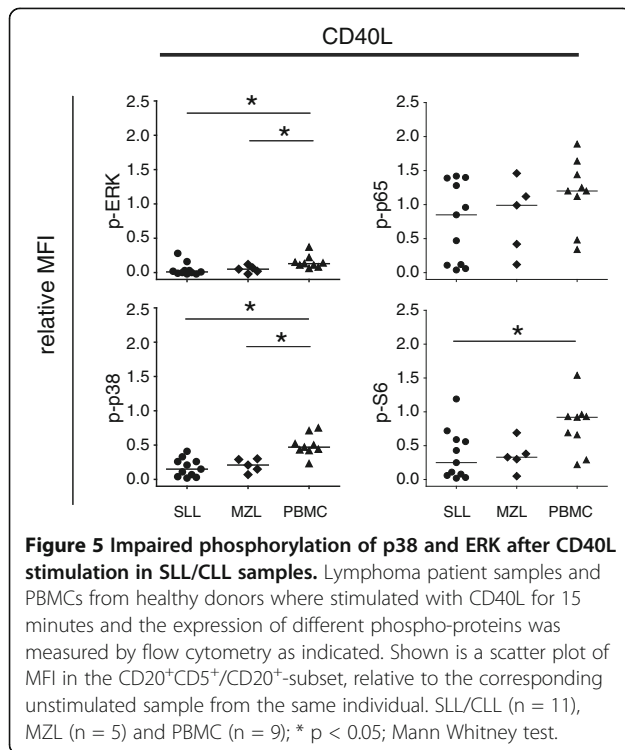 CD40L
relative MFI
p-ERK
2.5
2.0
1.5
1.0
0.5
0.0
*
*
p-p65
2.5
2.0
1.5
1.0
0.5
0.0
p-p38
2.5
2.0
1.5
1.0
0.5
0.0
*
*
SLL MZL PBMC
p-S6
2.5
2.0
1.5
1.0
0.5
0.0
*
SLL MZL PBMC
Figure 5 Impaired phosphorylation of p38 and ERK after CD40L
stimulation in SLL/CLL samples. Lymphoma patient samples and
PBMCs from healthy donors where stimulated with CD40L for 15
minutes and the expression of different phospho-proteins was
measured by flow cytometry as indicated. Shown is a scatter plot of
MFI in the CD20⁺CD5⁺/CD20⁺-subset, relative to the corresponding
unstimulated sample from the same individual. SLL/CLL (n = 11),
MZL (n = 5) and PBMC (n = 9); * p < 0.05; Mann Whitney test.